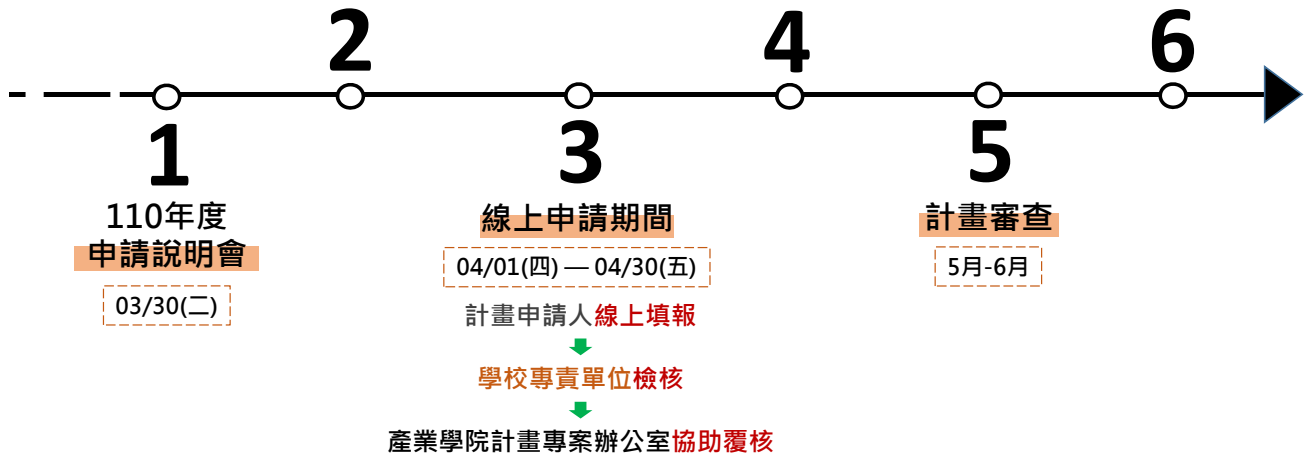 2
4
6
1
3
5
110年度
申請說明會
03/30(二)
線上申請期間
04/01(四) — 04/30(五)
計畫申請人線上填報
學校專責單位檢核
產業學院計畫專案辦公室協助覆核
計畫審查
5月-6月